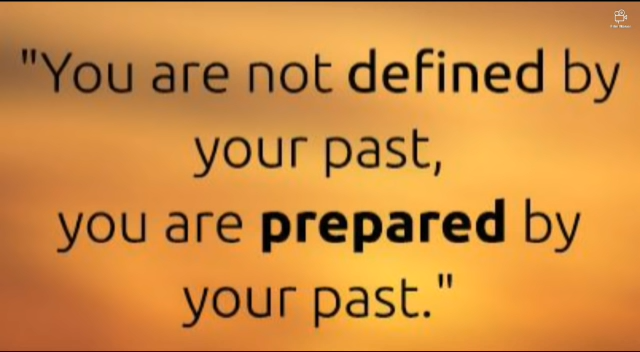 "You are not defined by
your past,
you are prepared by
your past."